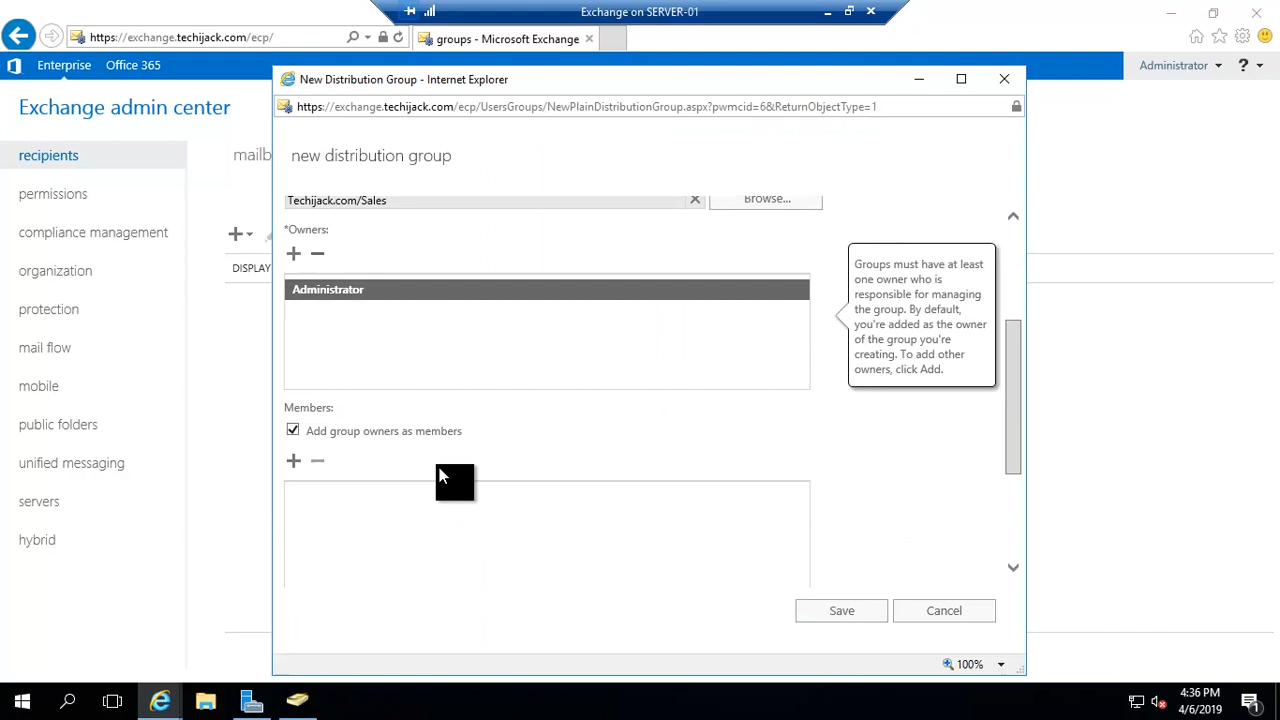 Exchange on SERVER-01
https://exchange.techijack.com/ecp/
groups - Microsoft Exchange
Enterprise
Office 365
Administrator
?
Exchange admin center
recipients
permissions
compliance management
organization
protection
mail flow
mobile
public folders
unified messaging
servers
hybrid
mailb
DISPLAY
New Distribution Group - Internet Explorer
https://exchange.techijack.com/ecp/UsersGroups/NewPlainDistributionGroup.aspx?pwmcid=6&ReturnObjectType=1
new distribution group
Techijack.com/Sales
Browse...
*Owners:
Administrator
Groups must have at least
one owner who is
responsible for managing
the group. By default,
you're added as the owner
of the group you're
creating. To add other
owners, click Add.
Members:
Add group owners as members
Save
Cancel
100%
4:36 PM
4/6/2019
1